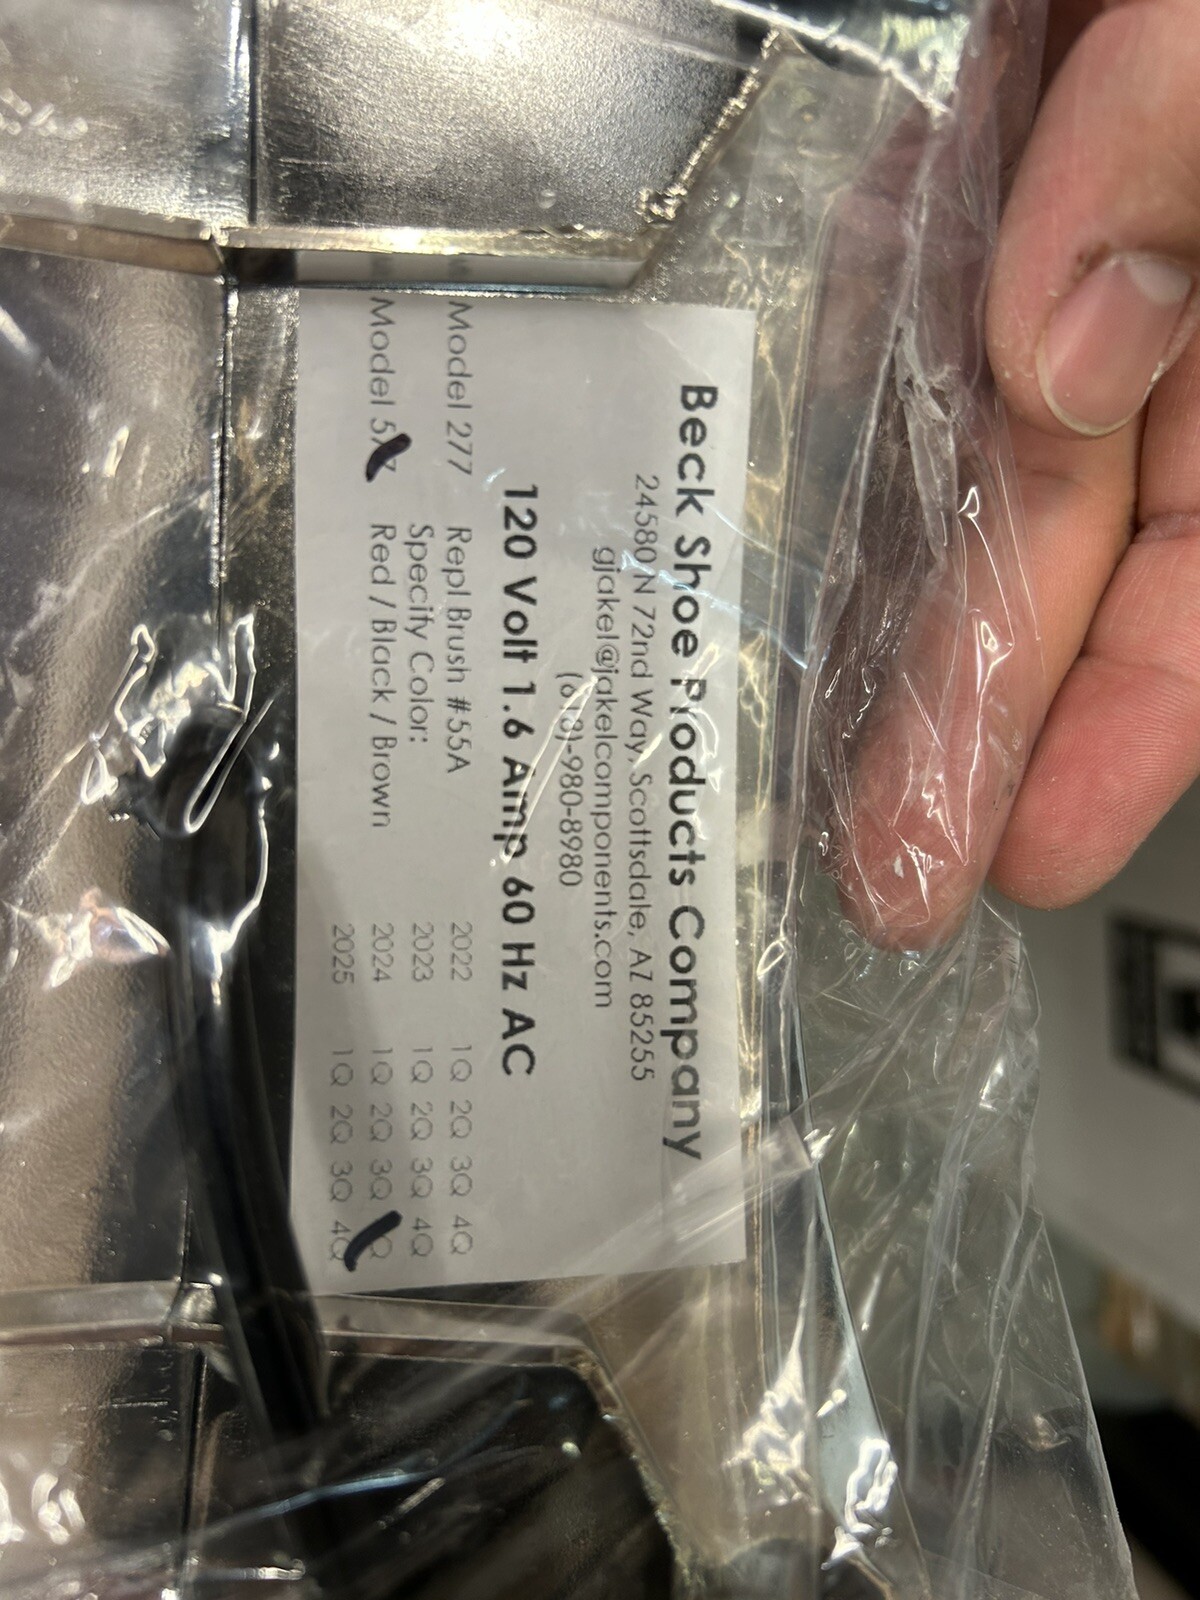 Beck Shoe Products Company
24580 N 72nd Way, Scottsdale, AZ 85255
gjakel@jakelcomponents.com
(618)-980-8980
120 Volt 1.6 Amp 60 Hz AC
Model 277 Repl Brush #55A 2022 1Q 2Q 3Q 4Q
Specify Color: 2023 1Q 2Q 3Q 4Q
Model Red / Black / Brown 2024 1Q 2Q 3Q
2025 1Q 2Q 3Q 4Q